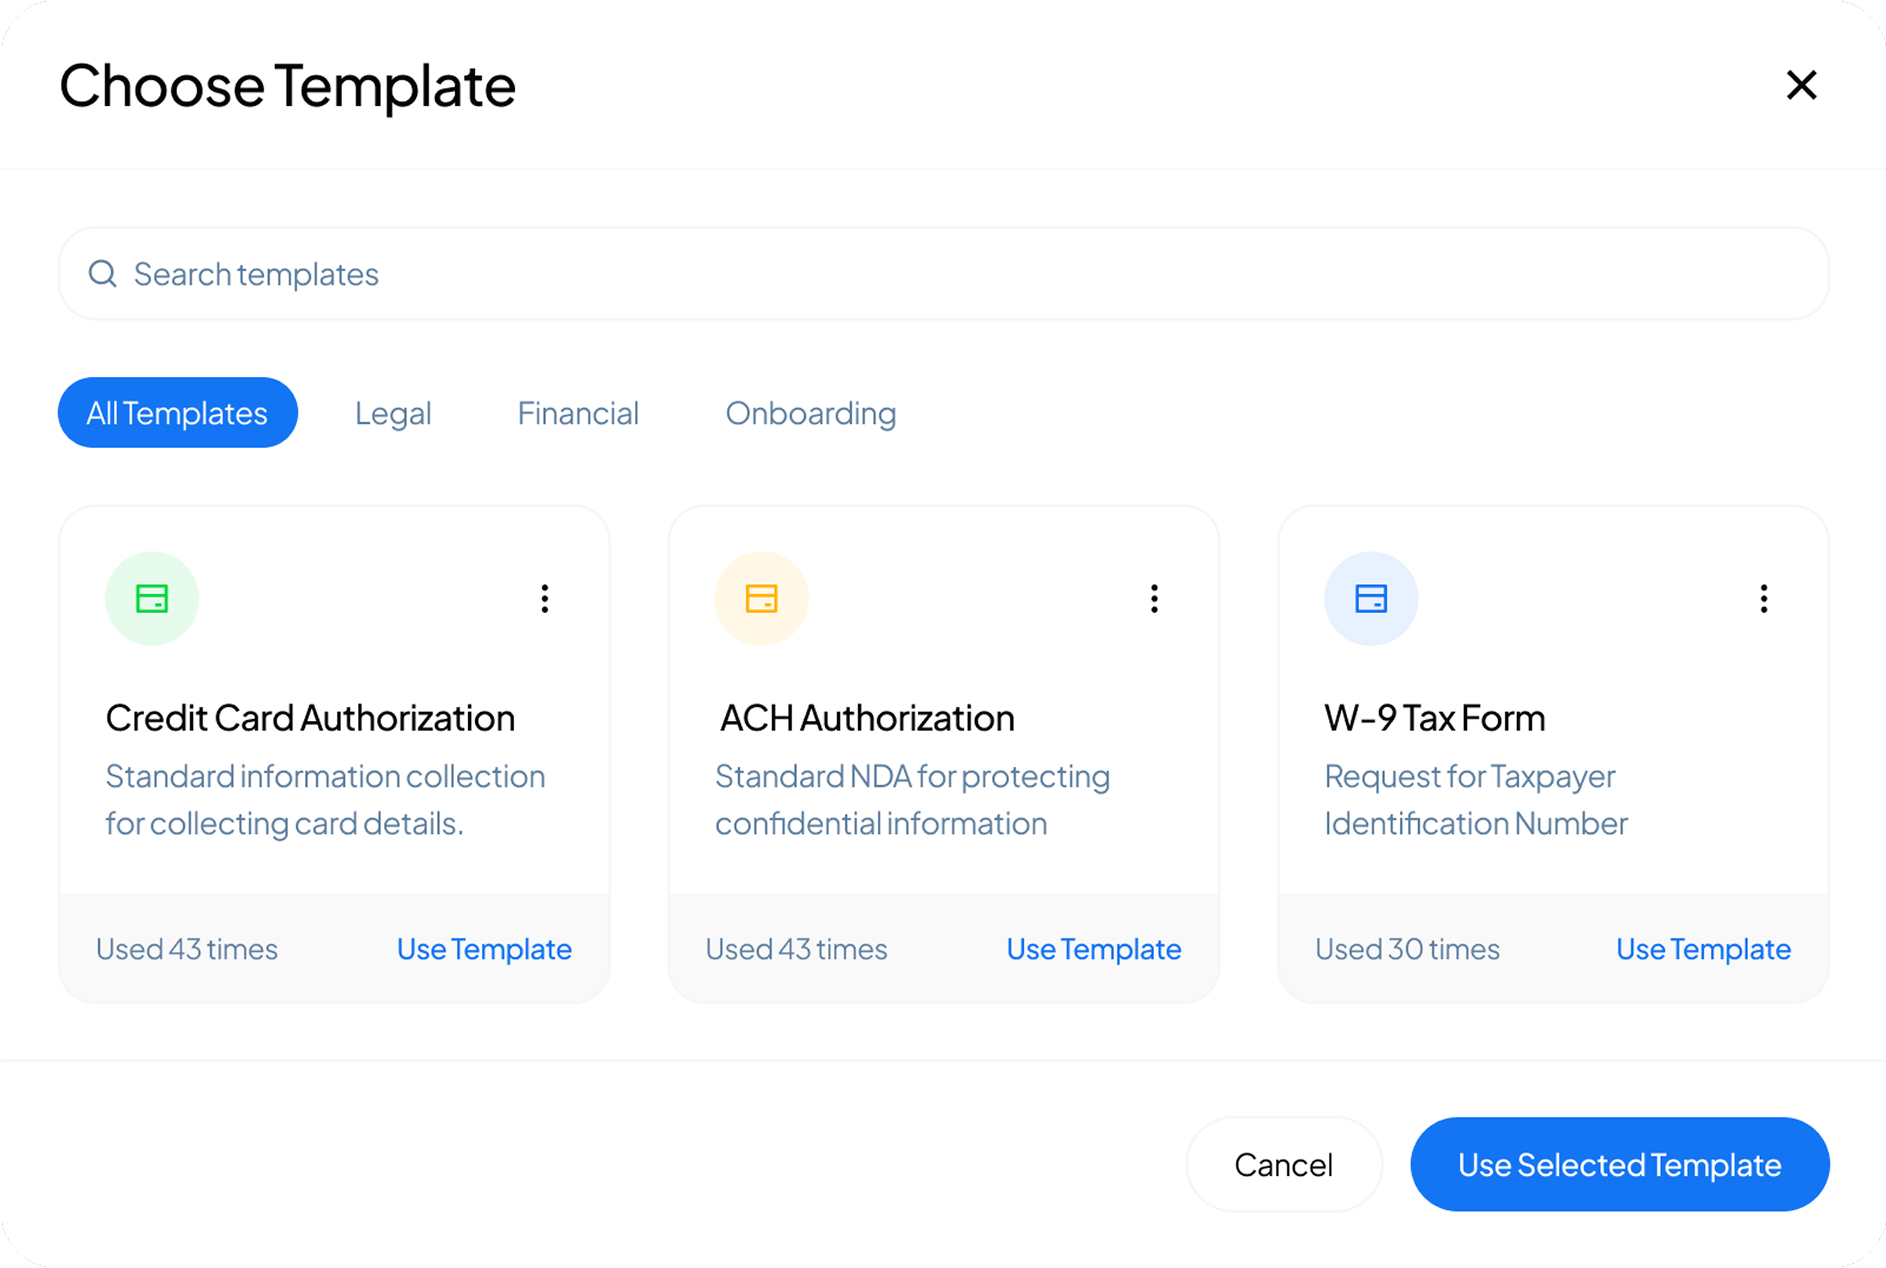 Choose Template
Search templates
All Templates
Legal
Financial
Onboarding
Credit Card Authorization
Standard information collection
for collecting card details.
Used 43 times
Use Template
ACH Authorization
Standard NDA for protecting
confidential information
Used 43 times
Use Template
W-9 Tax Form
Request for Taxpayer
Identification Number
Used 30 times
Use Template
Cancel
Use Selected Template